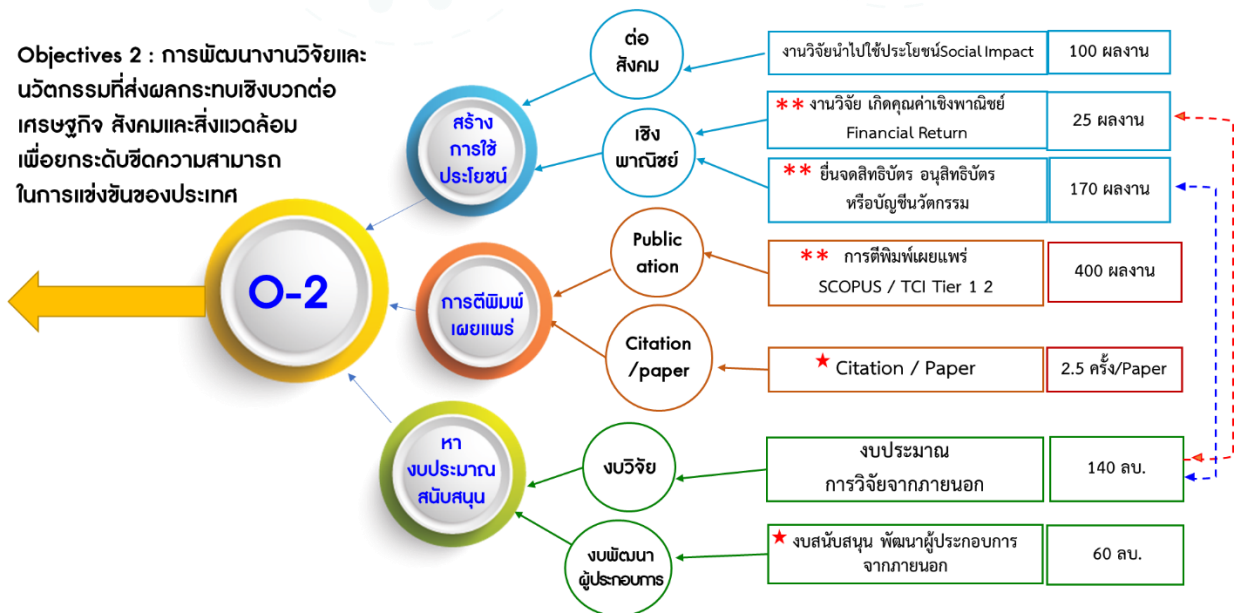 Objectives 2 : การพัฒนางานวิจัยและ
นวัตกรรมที่ส่งผลกระทบเชิงบวกต่อ
เศรษฐกิจ สังคมและสิ่งแวดล้อม
เพื่อยกระดับขีดความสามารถ
ในการแข่งขันของประเทศ
O-2
สร้าง
การใช้
ประโยชน์
ต่อ
สังคม
งานวิจัยนำไปใช้ประโยชน์Social Impact
100 ผลงาน
เชิง
พาณิชย์
** งานวิจัย เกิดคุณค่าเชิงพาณิชย์
Financial Return
25 ผลงาน
** ยื่นจดสิทธิบัตร อนุสิทธิบัตร
หรือบัญชีนวัตกรรม
170 ผลงาน
การตีพิมพ์
เผยแพร่
Public
ation
** การตีพิมพ์เผยแพร่
SCOPUS / TCI Tier 1 2
400 ผลงาน
Citation
/paper
★ Citation / Paper
2.5 ครั้ง/Paper
หา
งบประมาณ
สนับสนุน
งบวิจัย
งบประมาณ
การวิจัยจากภายนอก
140 ลบ.
งบพัฒนา
ผู้ประกอบการ
★ งบสนับสนุน พัฒนาผู้ประกอบการ
จากภายนอก
60 ลบ.